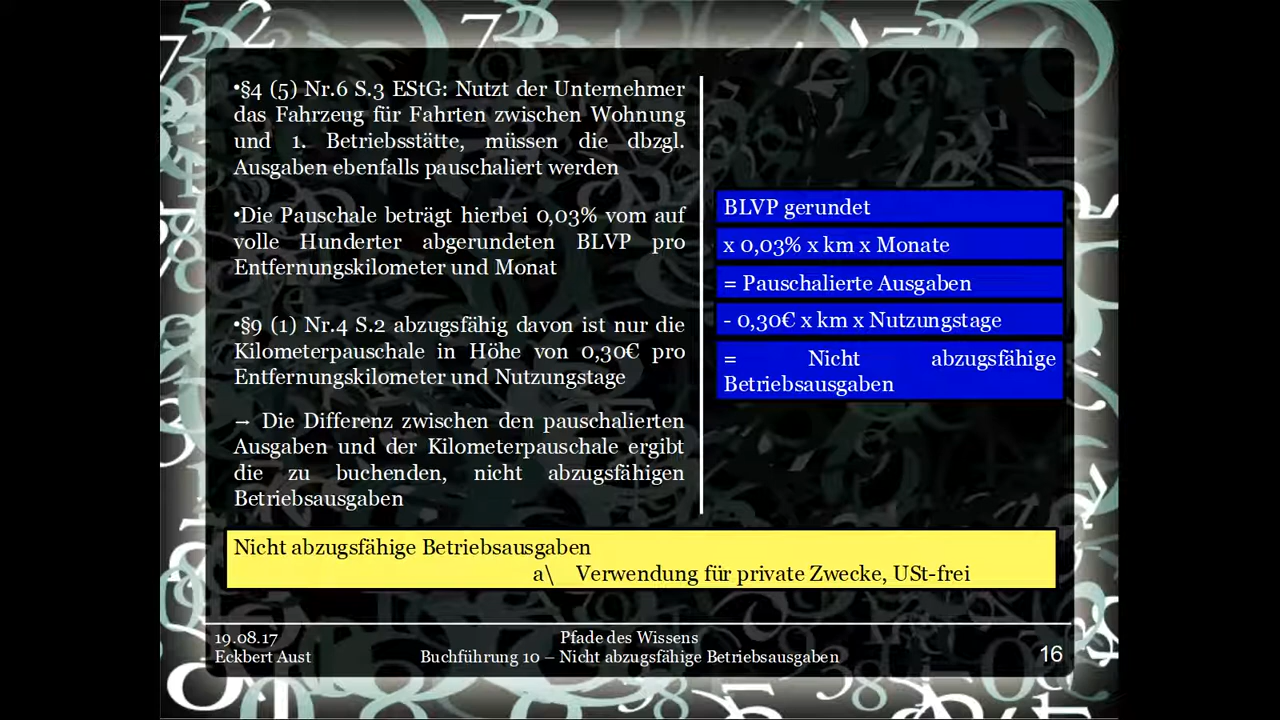 •§4 (5) Nr.6 S.3 EStG: Nutzt der Unternehmer
das Fahrzeug für Fahrten zwischen Wohnung
und 1. Betriebsstätte, müssen die dbzgl.
Ausgaben ebenfalls pauschaliert werden
•Die Pauschale beträgt hierbei 0,03% vom auf
volle Hunderter abgerundeten BLVP pro
Entfernungskilometer und Monat
•§9 (1) Nr.4 S.2 abzugsfähig davon ist nur die
Kilometerpauschale in Höhe von 0,30€ pro
Entfernungskilometer und Nutzungstage
→ Die Differenz zwischen den pauschalierten
Ausgaben und der Kilometerpauschale ergibt
die zu buchenden, nicht abzugsfähigen
Betriebsausgaben
BLVP gerundet
x 0,03% x km x Monate
= Pauschalierte Ausgaben
- 0,30€ x km x Nutzungstage
= Nicht abzugsfähige
Betriebsausgaben
Nicht abzugsfähige Betriebsausgaben
a\ Verwendung für private Zwecke, USt-frei
19.08.17
Eckbert Aust
Pfade des Wissens
Buchführung 10 – Nicht abzugsfähige Betriebsausgaben
16